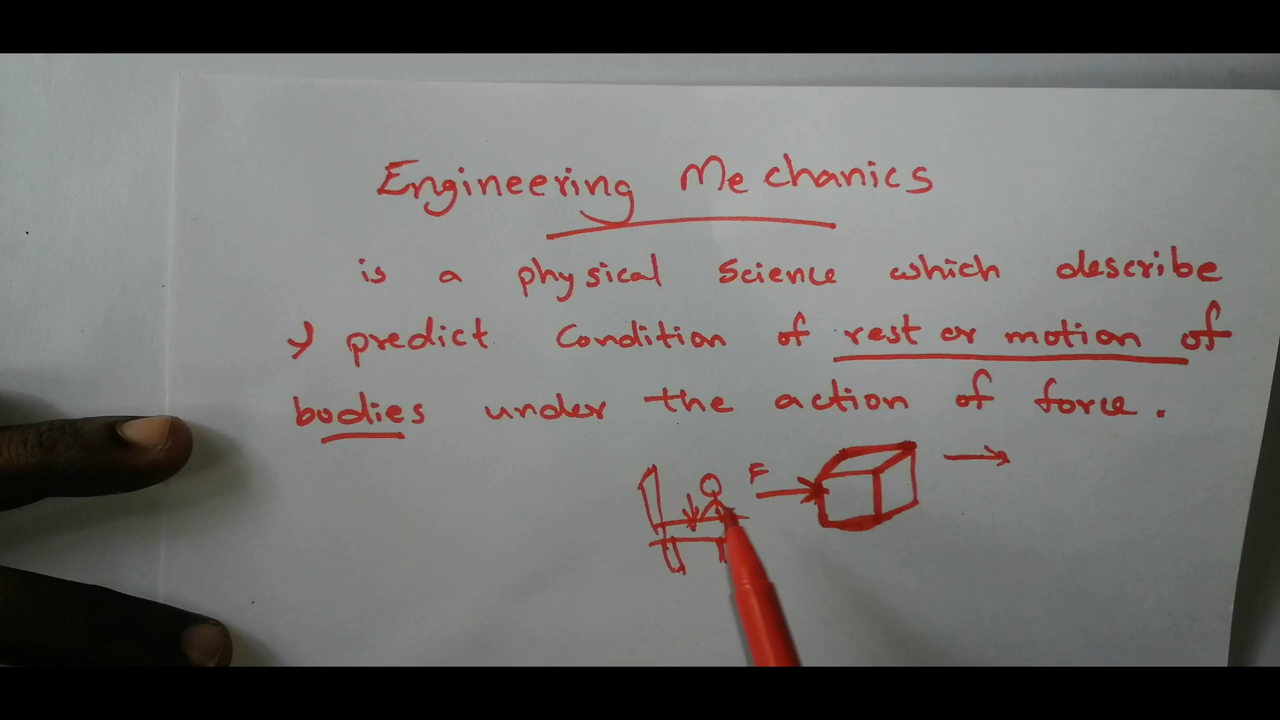 Engineering Mechanics
is a physical science which describe
y predict condition of rest or motion of
bodies under the action of force.
F